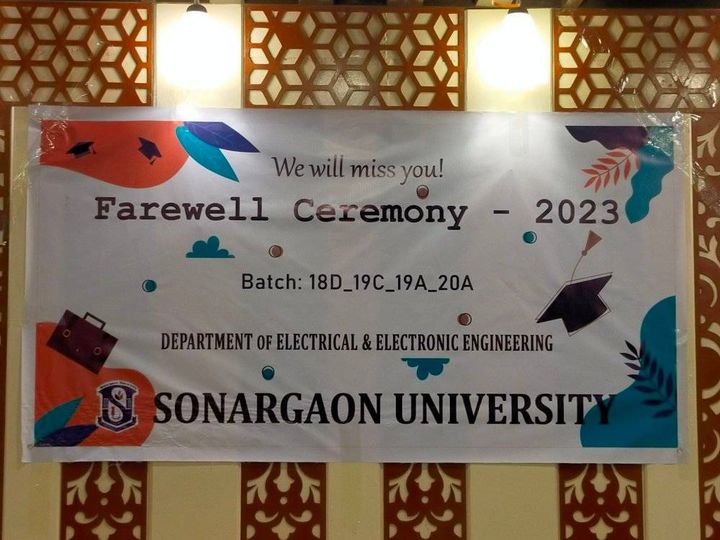 We will miss you!
Farewell Ceremony - 2023
Batch: 18D_19C_19A_20A
DEPARTMENT OF ELECTRICAL & ELECTRONIC ENGINEERING
SONARGAON UNIVERSITY